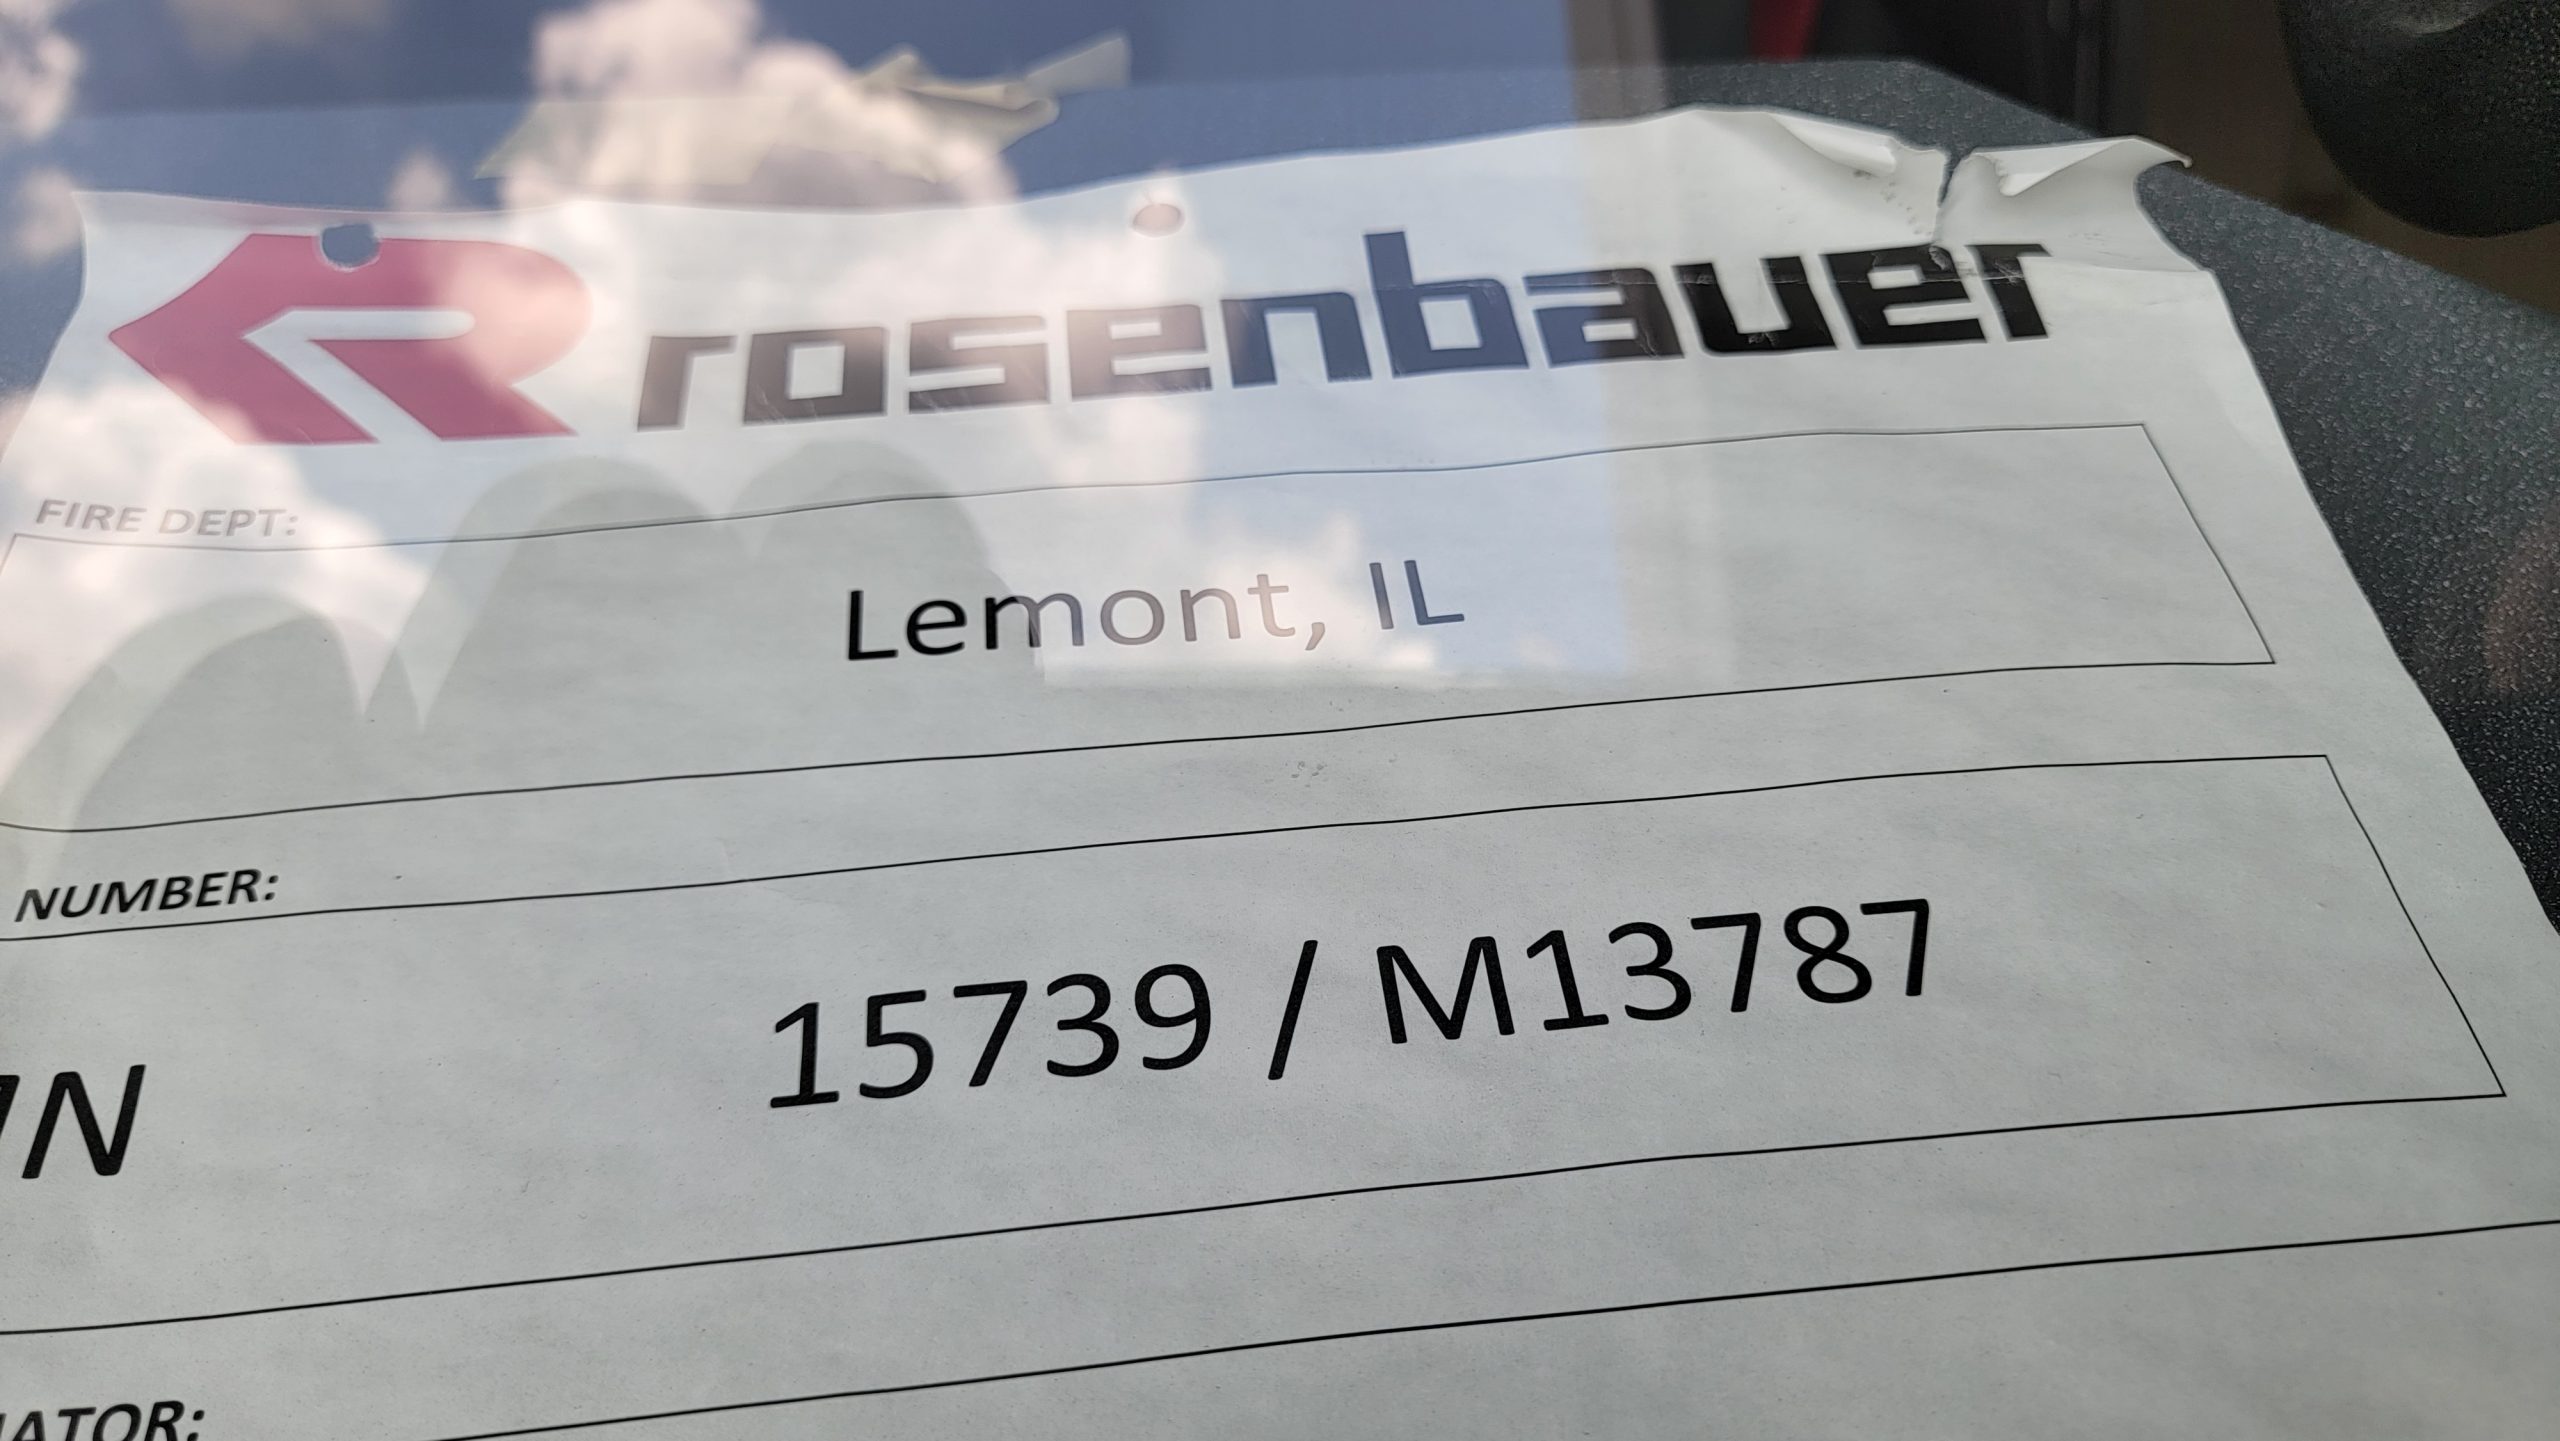 rosenbauer
FIRE DEPT:
Lemont, IL
NUMBER:
15739 / M13787